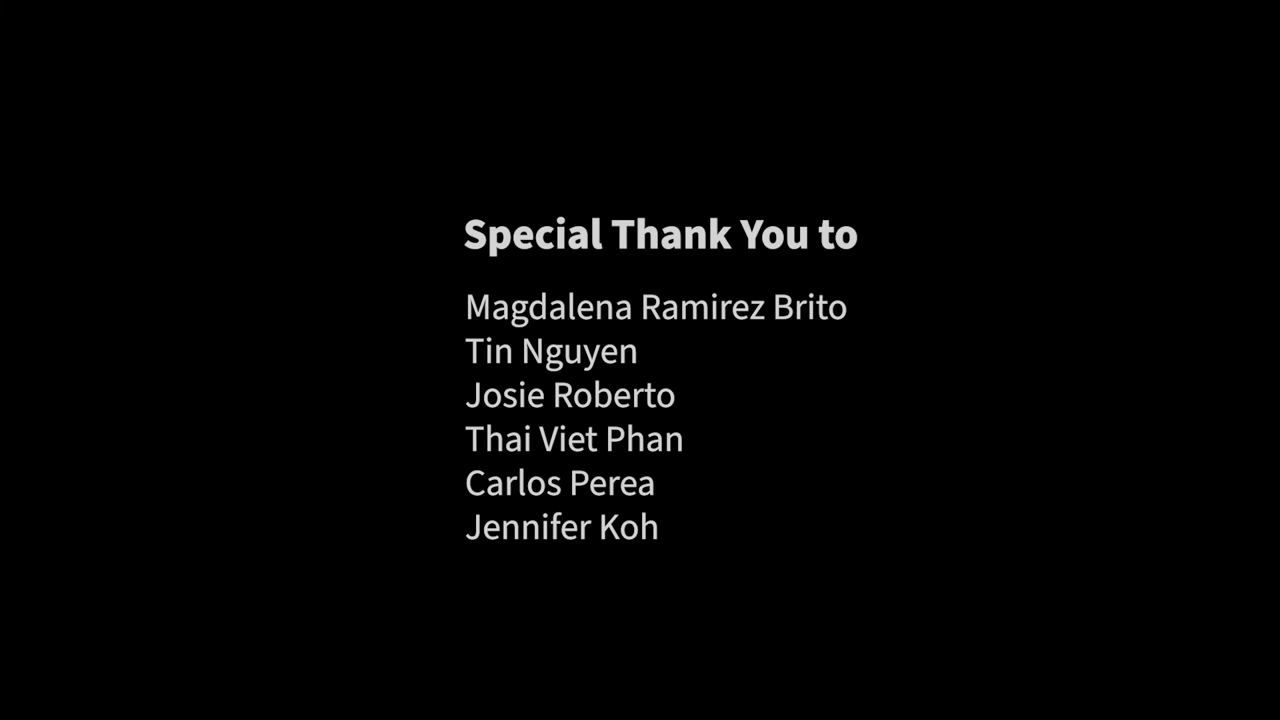 Special Thank You to
Magdalena Ramirez Brito
Tin Nguyen
Josie Roberto
Thai Viet Phan
Carlos Perea
Jennifer Koh